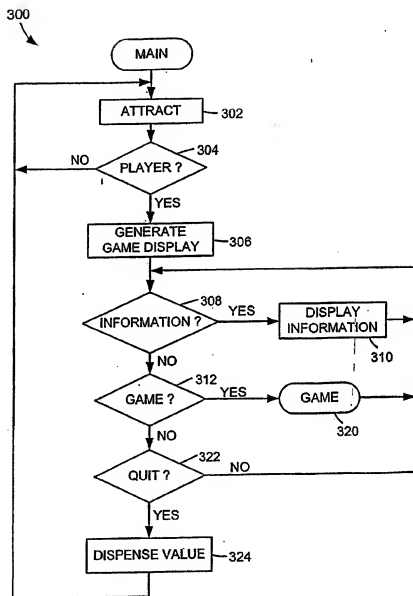 300
MAIN
ATTRACT
302
304
PLAYER ?
NO
YES
GENERATE
GAME DISPLAY
306
308
INFORMATION ?
YES
DISPLAY
INFORMATION
310
NO
312
GAME ?
YES
GAME
320
NO
322
QUIT ?
NO
YES
DISPENSE VALUE
324